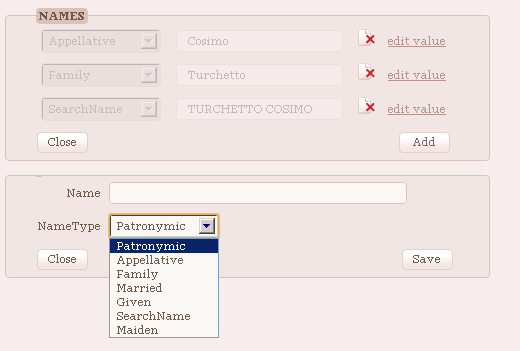 NAMES
Appellative Cosimo edit value
Family Turchetto edit value
SearchName TURCHETTO COSIMO edit value
Close Add
Name
NameType Patronymic
Patronymic
Appellative
Close Family Save
Married
Given
SearchName
Maiden